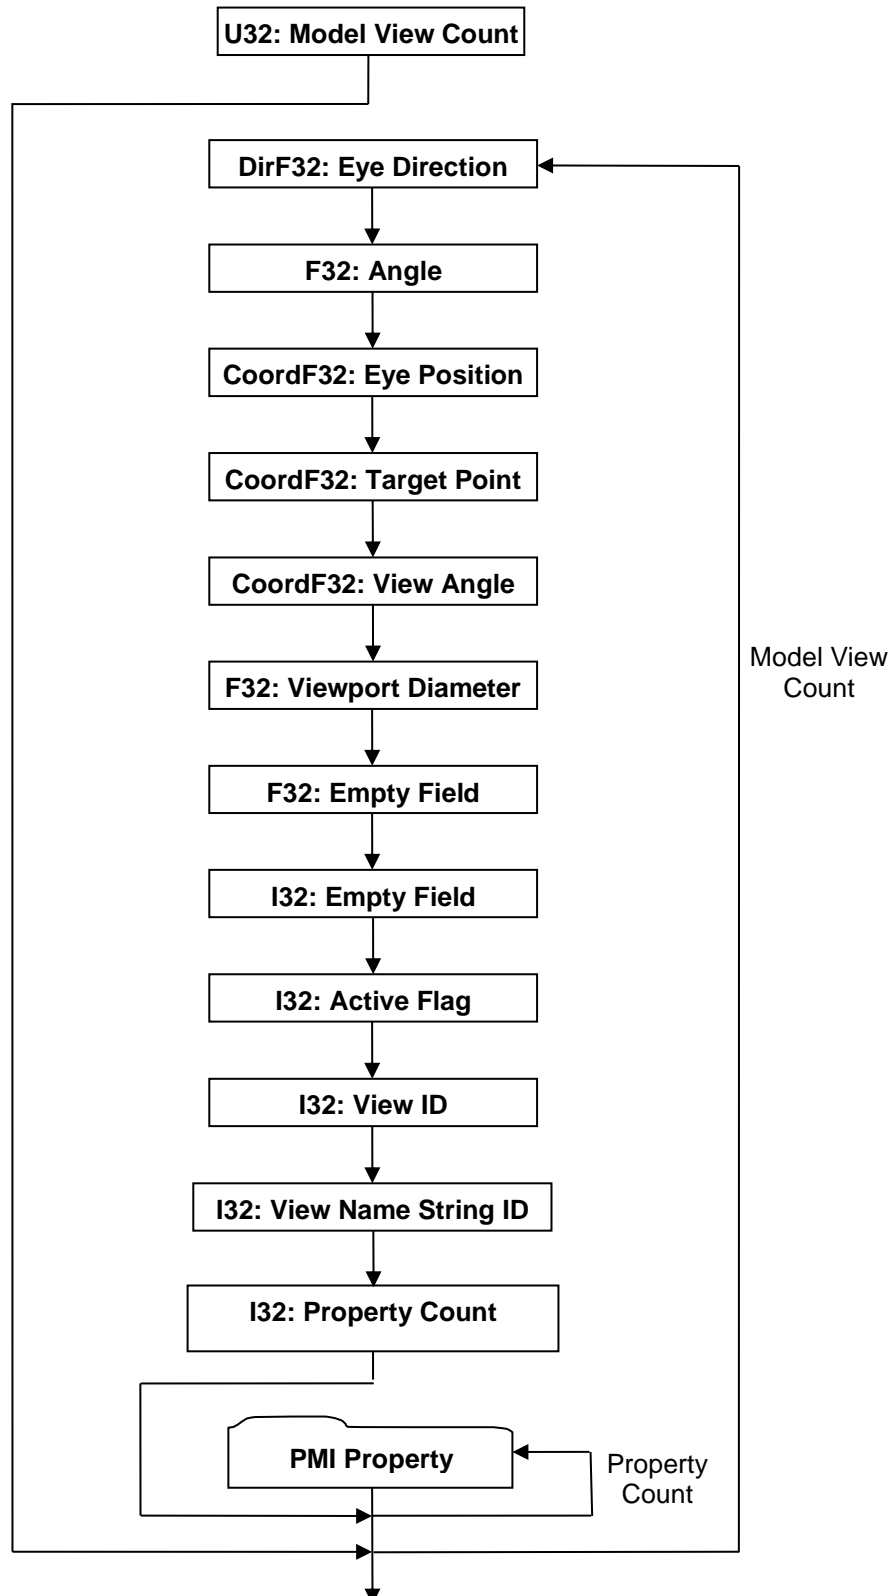 U32: Model View Count
DirF32: Eye Direction
F32: Angle
CoordF32: Eye Position
CoordF32: Target Point
CoordF32: View Angle
Model View
Count
F32: Viewport Diameter
F32: Empty Field
I32: Empty Field
I32: Active Flag
I32: View ID
I32: View Name String ID
I32: Property Count
PMI Property
Property
Count